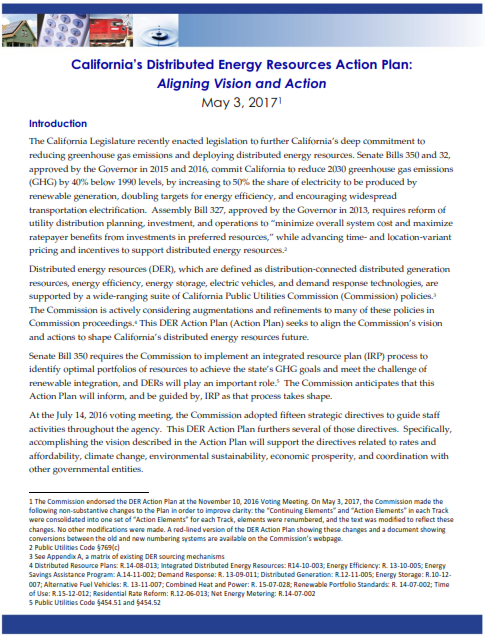 California's Distributed Energy Resources Action Plan:
Aligning Vision and Action
May 3, 2017¹
Introduction
The California Legislature recently enacted legislation to further California's deep commitment to
reducing greenhouse gas emissions and deploying distributed energy resources. Senate Bills 350 and 32,
approved by the Governor in 2015 and 2016, commit California to reduce 2030 greenhouse gas emissions
(GHG) by 40% below 1990 levels, by increasing to 50% the share of electricity to be produced by
renewable generation, doubling targets for energy efficiency, and encouraging widespread
transportation electrification. Assembly Bill 327, approved by the Governor in 2013, requires reform of
utility distribution planning, investment, and operations to "minimize overall system cost and maximize
ratepayer benefits from investments in preferred resources," while advancing time- and location-variant
pricing and incentives to support distributed energy resources.²
Distributed energy resources (DER), which are defined as distribution-connected distributed generation
resources, energy efficiency, energy storage, electric vehicles, and demand response technologies, are
supported by a wide-ranging suite of California Public Utilities Commission (Commission) policies.³
The Commission is actively considering augmentations and refinements to many of these policies in
Commission proceedings.⁴ This DER Action Plan (Action Plan) seeks to align the Commission's vision
and actions to shape California's distributed energy resources future.
Senate Bill 350 requires the Commission to implement an integrated resource plan (IRP) process to
identify optimal portfolios of resources to achieve the state's GHG goals and meet the challenge of
renewable integration, and DERs will play an important role.⁵ The Commission anticipates that this
Action Plan will inform, and be guided by, IRP as that process takes shape.
At the July 14, 2016 voting meeting, the Commission adopted fifteen strategic directives to guide staff
activities throughout the agency. This DER Action Plan furthers several of those directives. Specifically,
accomplishing the vision described in the Action Plan will support the directives related to rates and
affordability, climate change, environmental sustainability, economic prosperity, and coordination with
other governmental entities.
1 The Commission endorsed the DER Action Plan at the November 10, 2016 Voting Meeting. On May 3, 2017, the Commission made the
following non-substantive changes to the Plan in order to improve clarity: the "Continuing Elements" and "Action Elements" in each Track
were consolidated into one set of "Action Elements" for each Track, elements were renumbered, and the text was modified to reflect these
changes. No other modifications were made. A red-lined version of the DER Action Plan showing these changes and a document showing
conversions between the old and new numbering systems are available on the Commission's webpage.
2 Public Utilities Code §769(c)
3 See Appendix A, a matrix of existing DER sourcing mechanisms
4 Distributed Resource Plans: R.14-08-013; Integrated Distributed Energy Resources: R14-10-003; Energy Efficiency: R. 13-10-005; Energy
Savings Assistance Program: A.14-11-002; Demand Response: R. 13-09-011; Distributed Generation: R.12-11-005; Energy Storage: R.10-12-
007; Alternative Fuel Vehicles: R. 13-11-007; Combined Heat and Power: R. 15-07-028; Renewable Portfolio Standards: R. 14-07-002; Time
of Use: R.15-12-012; Residential Rate Reform: R.12-06-013; Net Energy Metering: R.14-07-002
5 Public Utilities Code §454.51 and §454.52